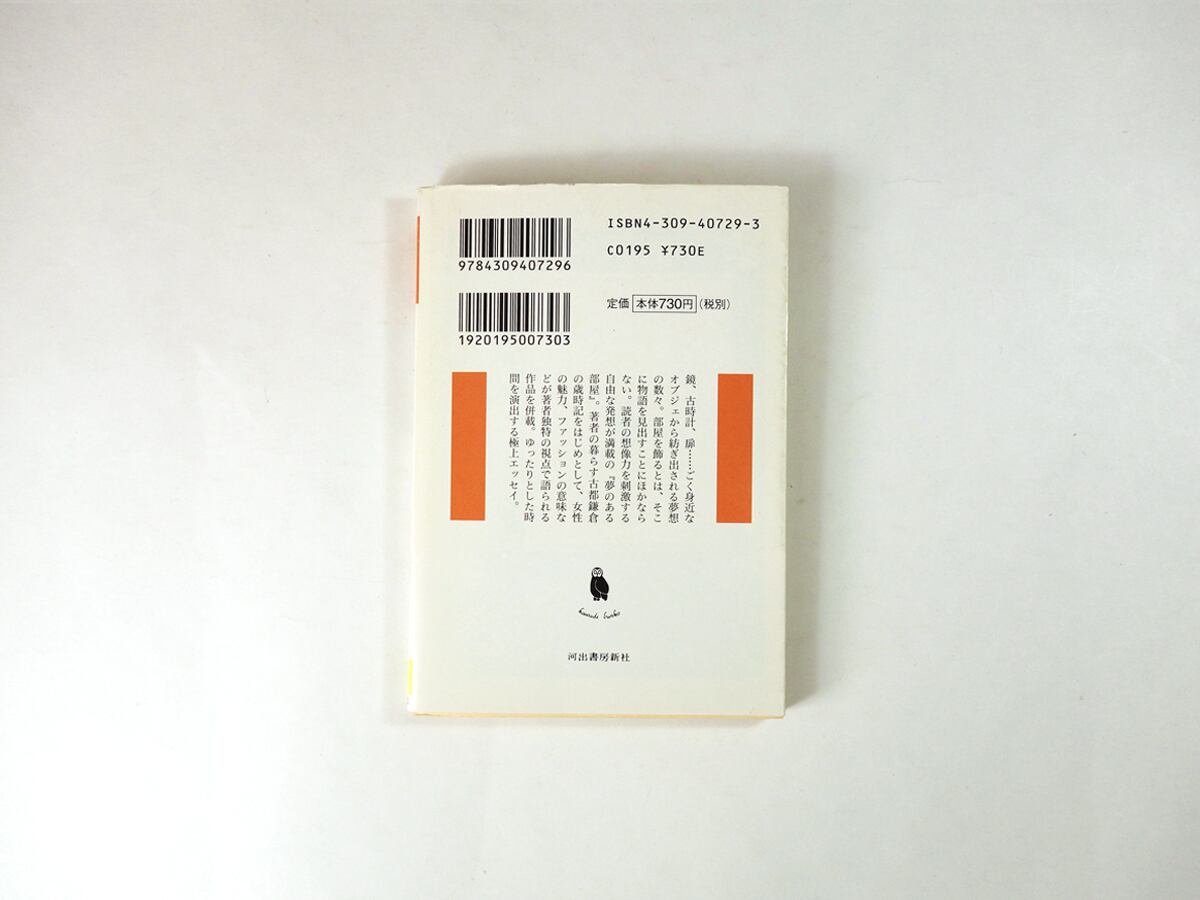 9784309407296
ISBN4-309-40729-3
C0195 ¥730E
1920195007303
定価 本体730円（税別）
鏡、古時計、扉……ごく身近な
オブジェから紡ぎ出される夢想
の数々。部屋を飾るとは、そこ
に物語を見出すことにほかなら
ない。読者の想像力を刺激する
自由な発想が満載の『夢のある
部屋』。著者の暮らす古都鎌倉
の歳時記をはじめとして、女性
の魅力、ファッションの意味な
どが著者独特の視点で語られる
作品を併載。ゆったりとした時
間を演出する極上エッセイ。
kawade bunko
河出書房新社